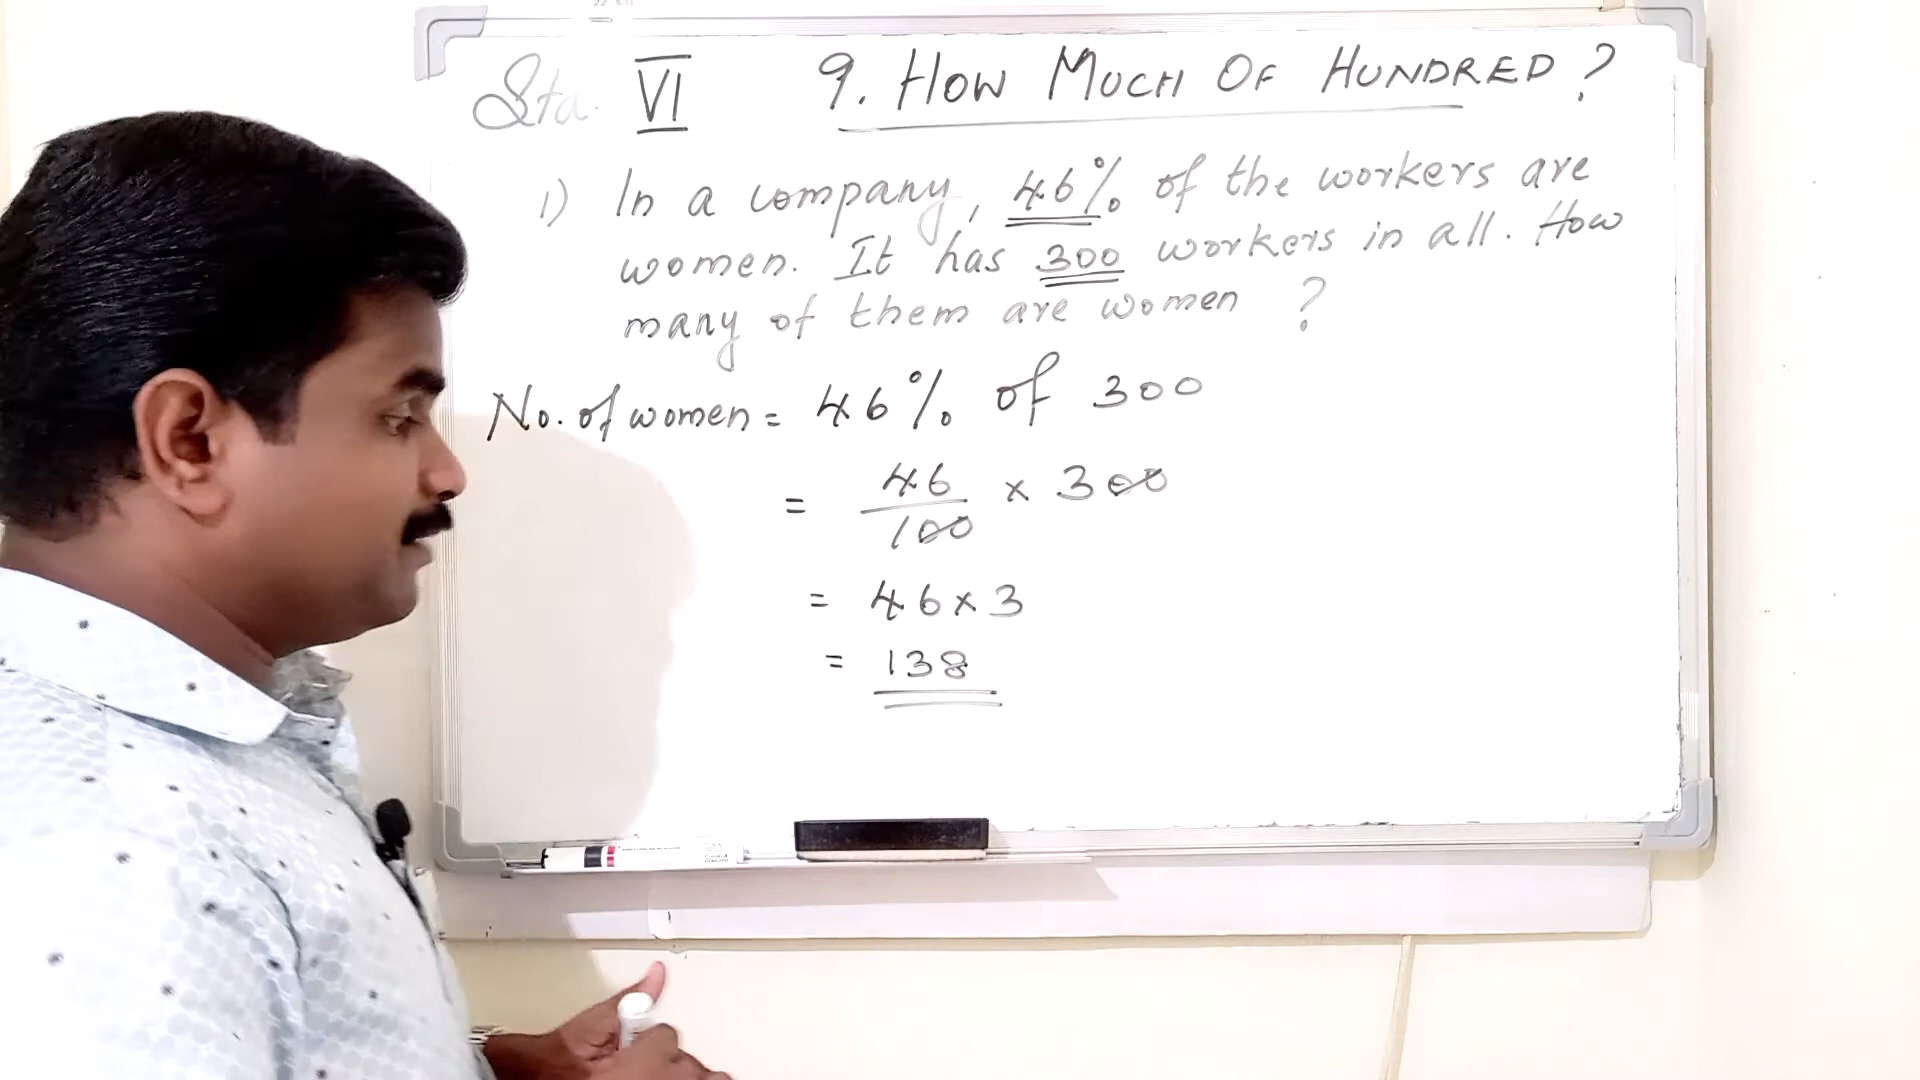 Std. VI 9. HOW MUCH OF HUNDRED ?
1) In a company, 46% of the workers are
women. It has 300 workers in all. How
many of them are women ?
No. of women = 46% of 300
= 46/100 × 300
= 46 × 3
= 138